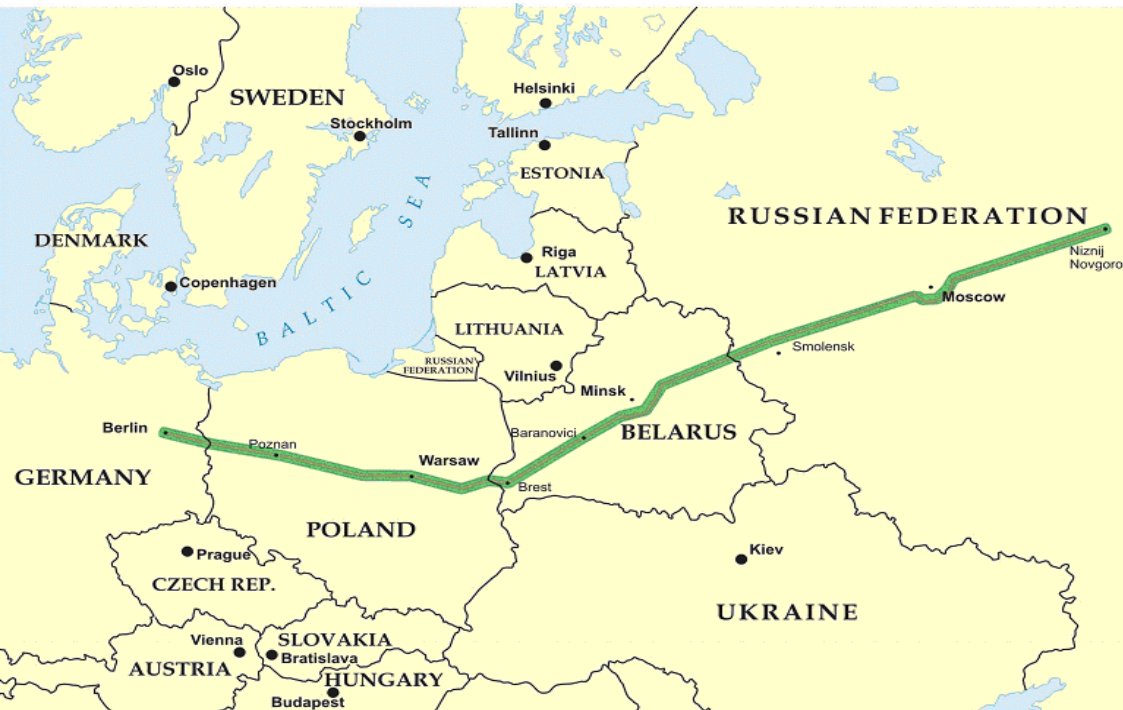 Oslo
SWEDEN
Helsinki
Stockholm
Tallinn
ESTONIA
BALTIC SEA
RUSSIAN FEDERATION
DENMARK
Riga
LATVIA
Niznij
Novgoro
Copenhagen
Moscow
LITHUANIA
Smolensk
RUSSIAN
FEDERATION
Vilnius
Minsk
Berlin
Baranovici
BELARUS
Poznan
Warsaw
GERMANY
Brest
POLAND
Prague
Kiev
CZECH REP.
UKRAINE
Vienna
SLOVAKIA
Bratislava
AUSTRIA
HUNGARY
Budapest